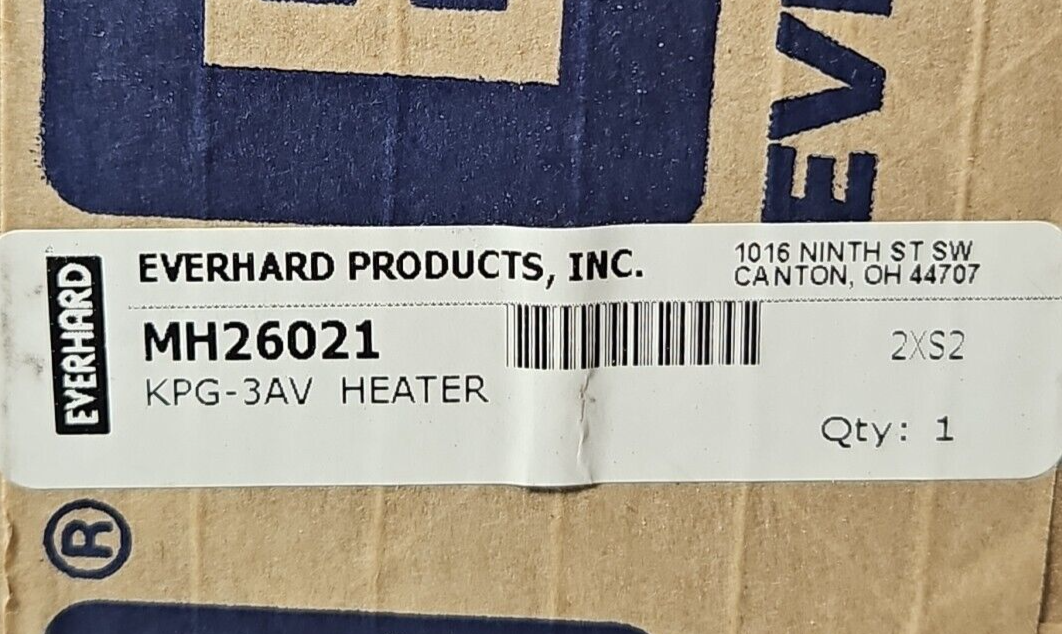 EVERHARD
EVERHARD PRODUCTS, INC.
1016 NINTH ST SW
CANTON, OH 44707
MH26021
2XS2
KPG-3AV HEATER
Qty: 1
®